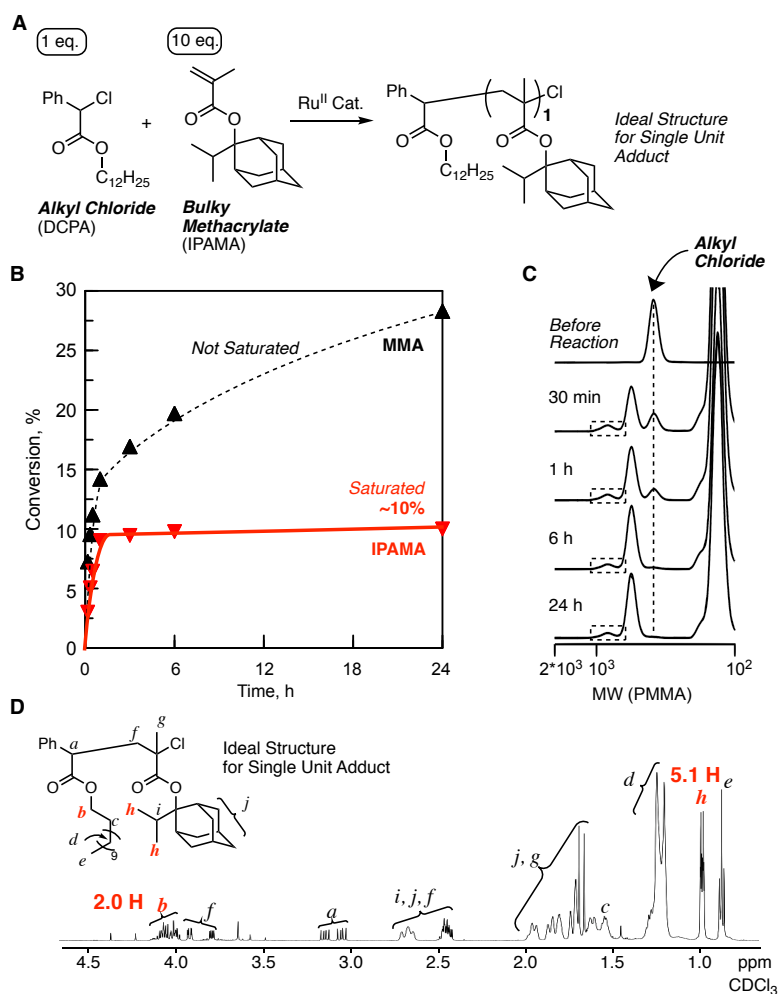 A
1 eq.
10 eq.
Ph
Cl
O
O
C12H25
+
O
O
RuII Cat.
Ph
Cl
1
O
O
C12H25
O
O
Ideal Structure
for Single Unit
Adduct
Alkyl Chloride
(DCPA)
Bulky
Methacrylate
(IPAMA)
B
30
25
20
15
10
5
0
Conversion, %
Not Saturated
MMA
Saturated
~10%
IPAMA
0
6
12
18
24
Time, h
C
Alkyl
Chloride
Before
Reaction
30 min
1 h
6 h
24 h
2*10^3
10^3
10^2
MW (PMMA)
D
a
f
g
Ph
Cl
O
O
O
O
b
c
d
e
9
h
i
h
j
Ideal Structure
for Single Unit Adduct
2.0 H
b
f
a
i, j, f
j, g
c
d
5.1 H
h
e
4.5
4.0
3.5
3.0
2.5
2.0
1.5
1.0
ppm
CDCl3